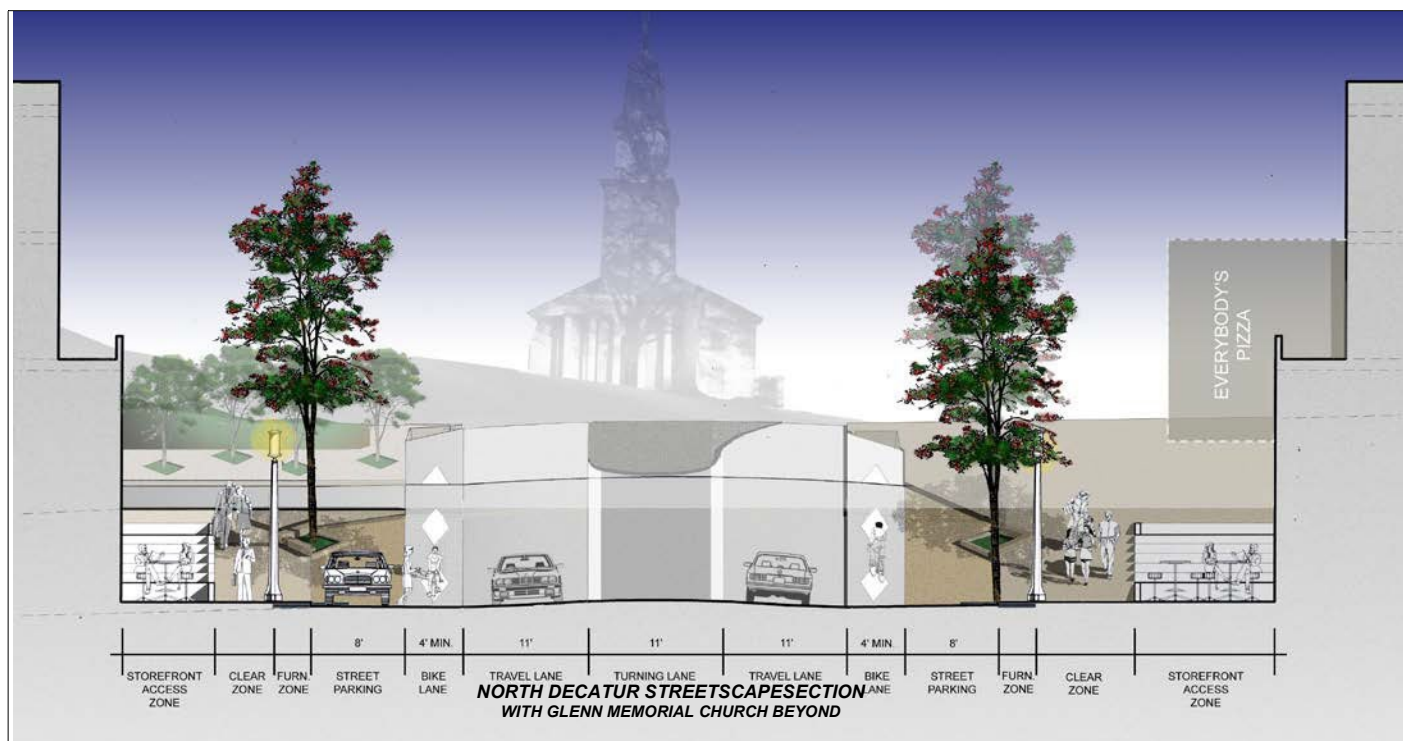 EVERYBODY'S
PIZZA
8'
4' MIN.
11'
11'
11'
4' MIN.
8'
STOREFRONT
ACCESS
ZONE
CLEAR
ZONE
FURN.
ZONE
STREET
PARKING
BIKE
LANE
TRAVEL LANE
TURNING LANE
TRAVEL LANE
BIKE
LANE
STREET
PARKING
FURN.
ZONE
CLEAR
ZONE
STOREFRONT
ACCESS
ZONE
NORTH DECATUR STREETSCAPESECTION
WITH GLENN MEMORIAL CHURCH BEYOND